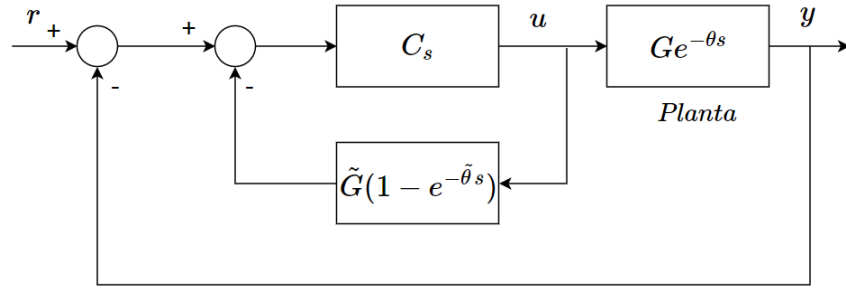 r + + C_s u Ge^{-θs} y
- -
Planta
G̃(1 - e^{-θ̃ s})